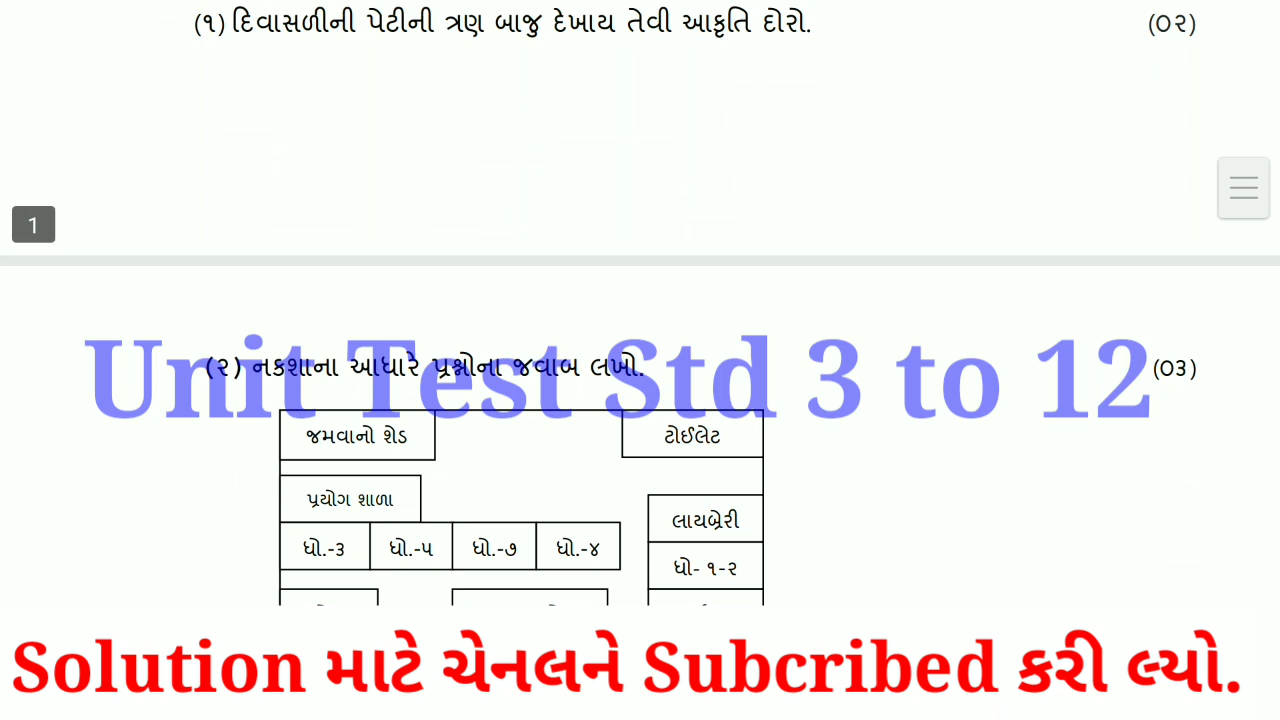 (૧) દિવાસળીની પેટીની ત્રણ બાજુ દેખાય તેવી આકૃતિ દોરો. (૦૨)
1
Unit Test Std 3 to 12
(૨) નકશાના આધારે પ્રશ્નોના જવાબ લખો. (૦૩)
જમવાનો શેડ ટોઈલેટ
પ્રયોગ શાળા
લાયબ્રેરી
ધો.-૩ ધો.-૫ ધો.-૭ ધો.-૪
ધો- ૧-૨
Solution માટે ચેનલને Subcribed કરી લ્યો.